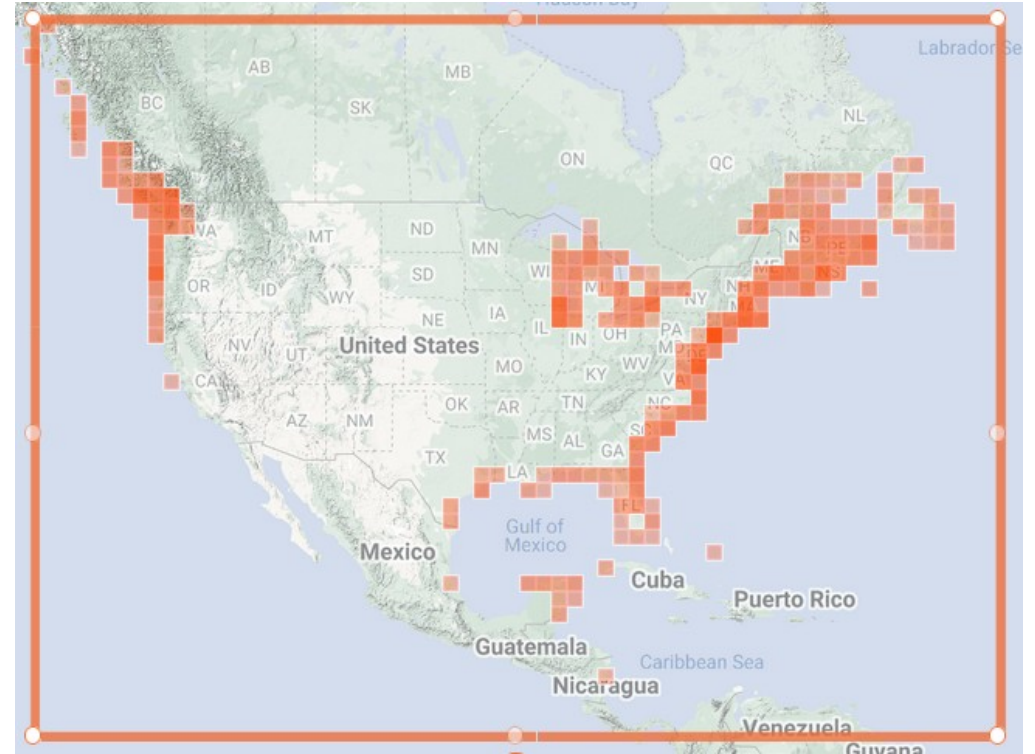 Hudson Bay
Labrador Se
AB
MB
BC
SK
NL
ON
QC
WA
MT
ND
MN
NB
PE
OR
ID
WY
SD
WI
MI
ME
NS
NH
NY
MA
NE
IA
IL
IN
OH
PA
NV
UT
United States
MO
KY
WV
MD
DE
VA
CA
AZ
NM
OK
AR
TN
NC
MS
AL
GA
SC
TX
LA
FL
Gulf of
Mexico
Mexico
Cuba
Puerto Rico
Guatemala
Caribbean Sea
Nicaragua
Venezuela
Guyana